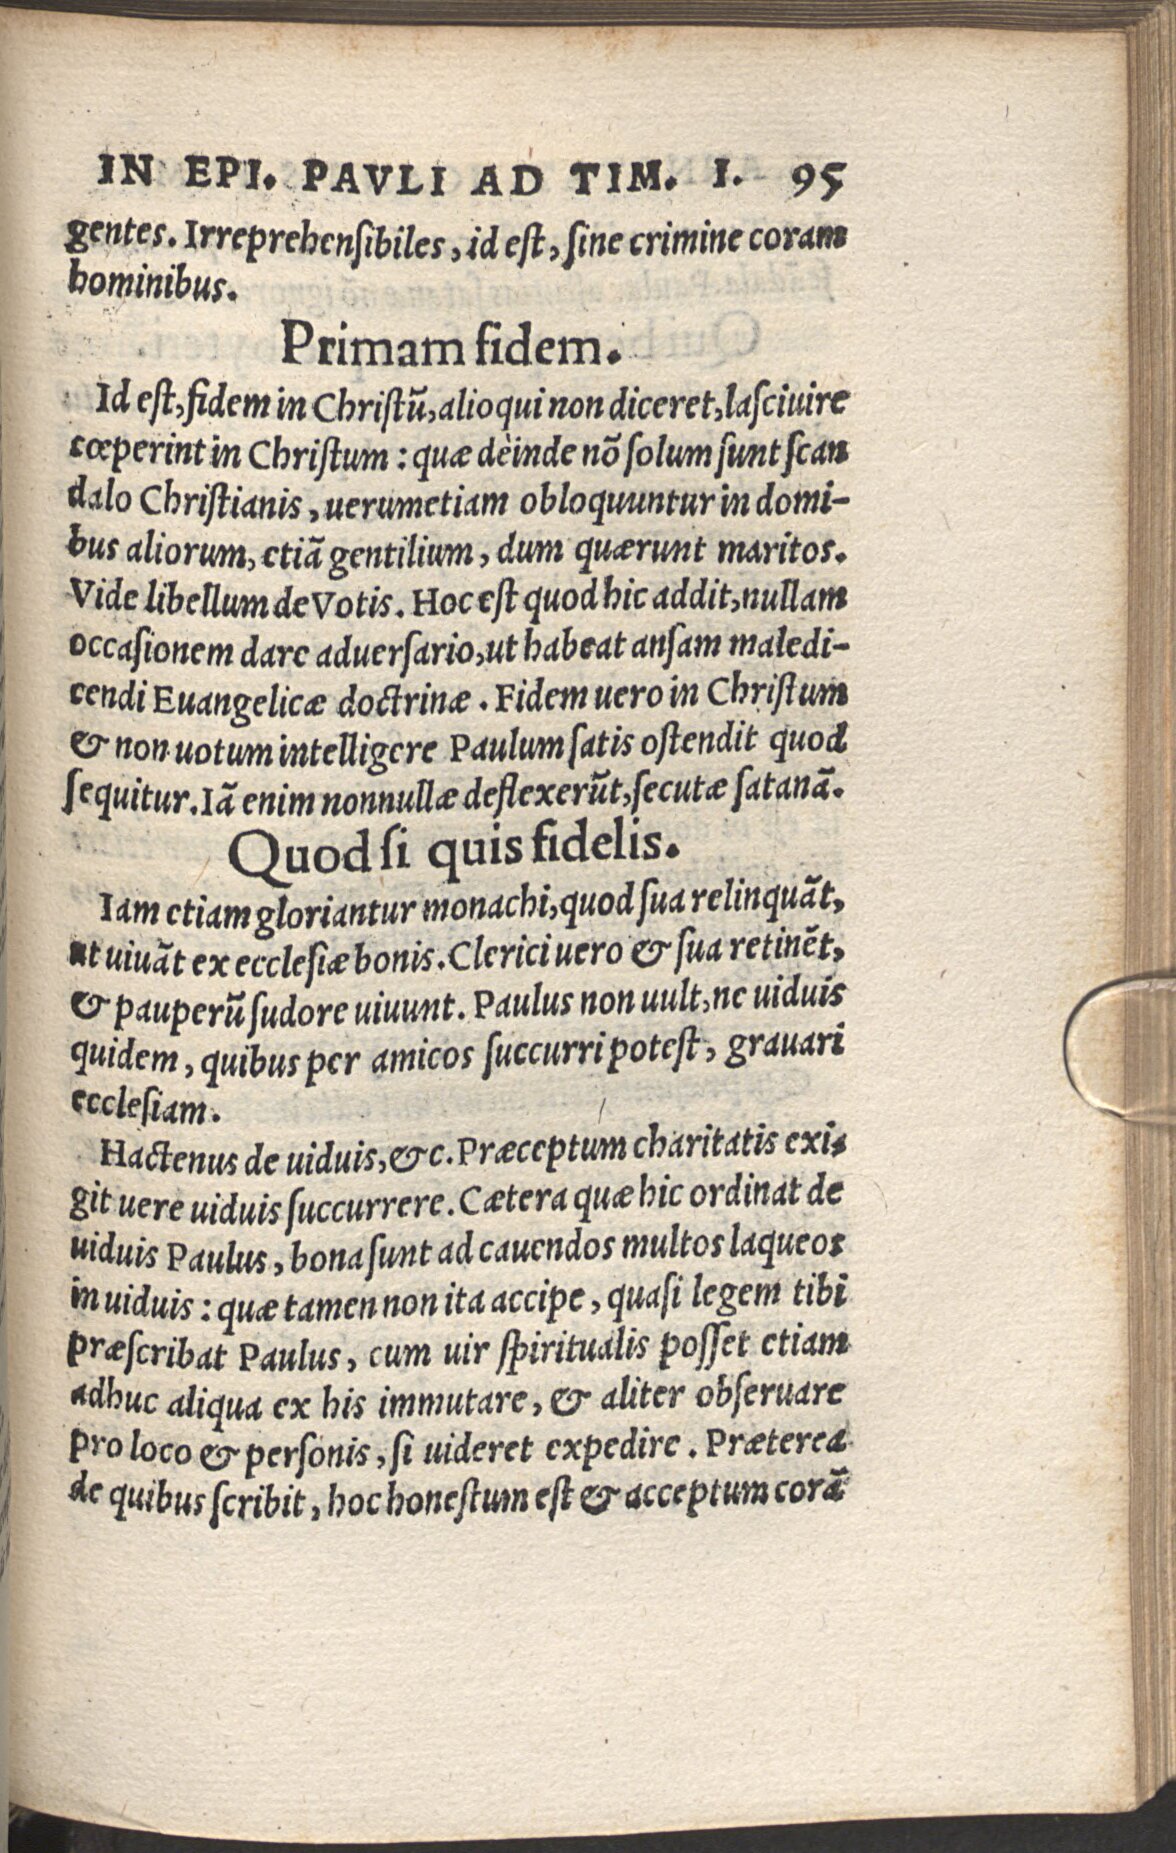 IN EPI. PAVLI AD TIM. I. 95
gentes. Irreprehenſibiles, id eſt, ſine crimine coram
hominibus.
Primam fidem.
Id eſt, fidem in Chriſtū, alioqui non diceret, laſciuire
cœperint in Chriſtum: quæ dèinde nō ſolum ſunt ſcan
dalo Chriſtianis, uerumetiam obloquuntur in domi-
bus aliorum, etiā gentilium, dum quærunt maritos.
Vide libellum de Votis. Hoc eſt quod hic addit, nullam
occaſionem dare aduerſario, ut habeat anſam maledi-
cendi Euangelicæ doctrinæ. Fidem uero in Chriſtum
& non uotum intelligere Paulum ſatis oſtendit quod
ſequitur. Iā enim nonnullæ deflexerūt, ſecutæ ſatanā.
Quod ſi quis fidelis.
Iam etiam gloriantur monachi, quod ſua relinquāt,
ut uiuāt ex eccleſiæ bonis. Clerici uero & ſua retinēt,
& pauperū ſudore uiuunt. Paulus non uult, ne uiduis
quidem, quibus per amicos ſuccurri poteſt, grauari
eccleſiam.
Hactenus de uiduis, &c. Præceptum charitatis exi-
git uere uiduis ſuccurrere. Cætera quæ hic ordinat de
uiduis Paulus, bona ſunt ad cauendos multos laqueos
in uiduis: quæ tamen non ita accipe, quaſi legem tibi
præſcribat Paulus, cum uir ſpiritualis poſſet etiam
adhuc aliqua ex his immutare, & aliter obſeruare
pro loco & perſonis, ſi uideret expedire. Præterea
de quibus ſcribit, hoc honeſtum eſt & acceptum corā